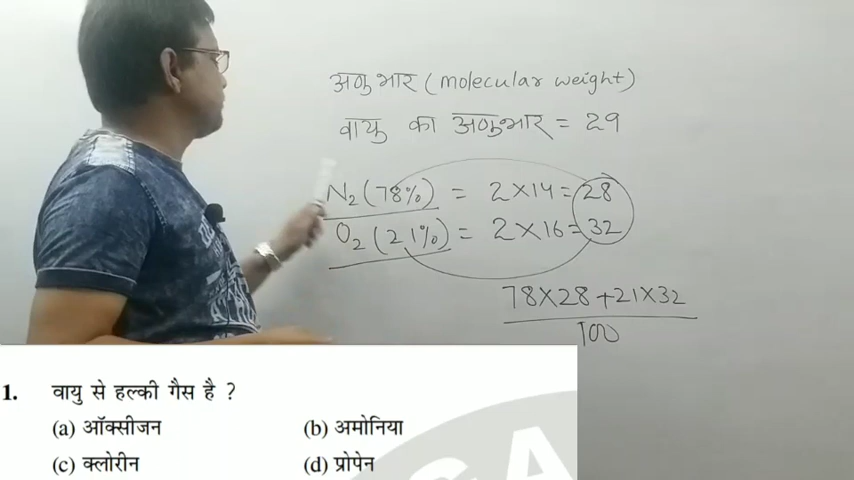 अणु भार (molecular weight)
वायु का अणुभार = 29
N₂ (78%) = 2×14 = 28
O₂ (21%) = 2×16 = 32
78×28 + 21×32
100
1. वायु से हल्की गैस है ?
(a) ऑक्सीजन (b) अमोनिया
(c) क्लोरीन (d) प्रोपेन